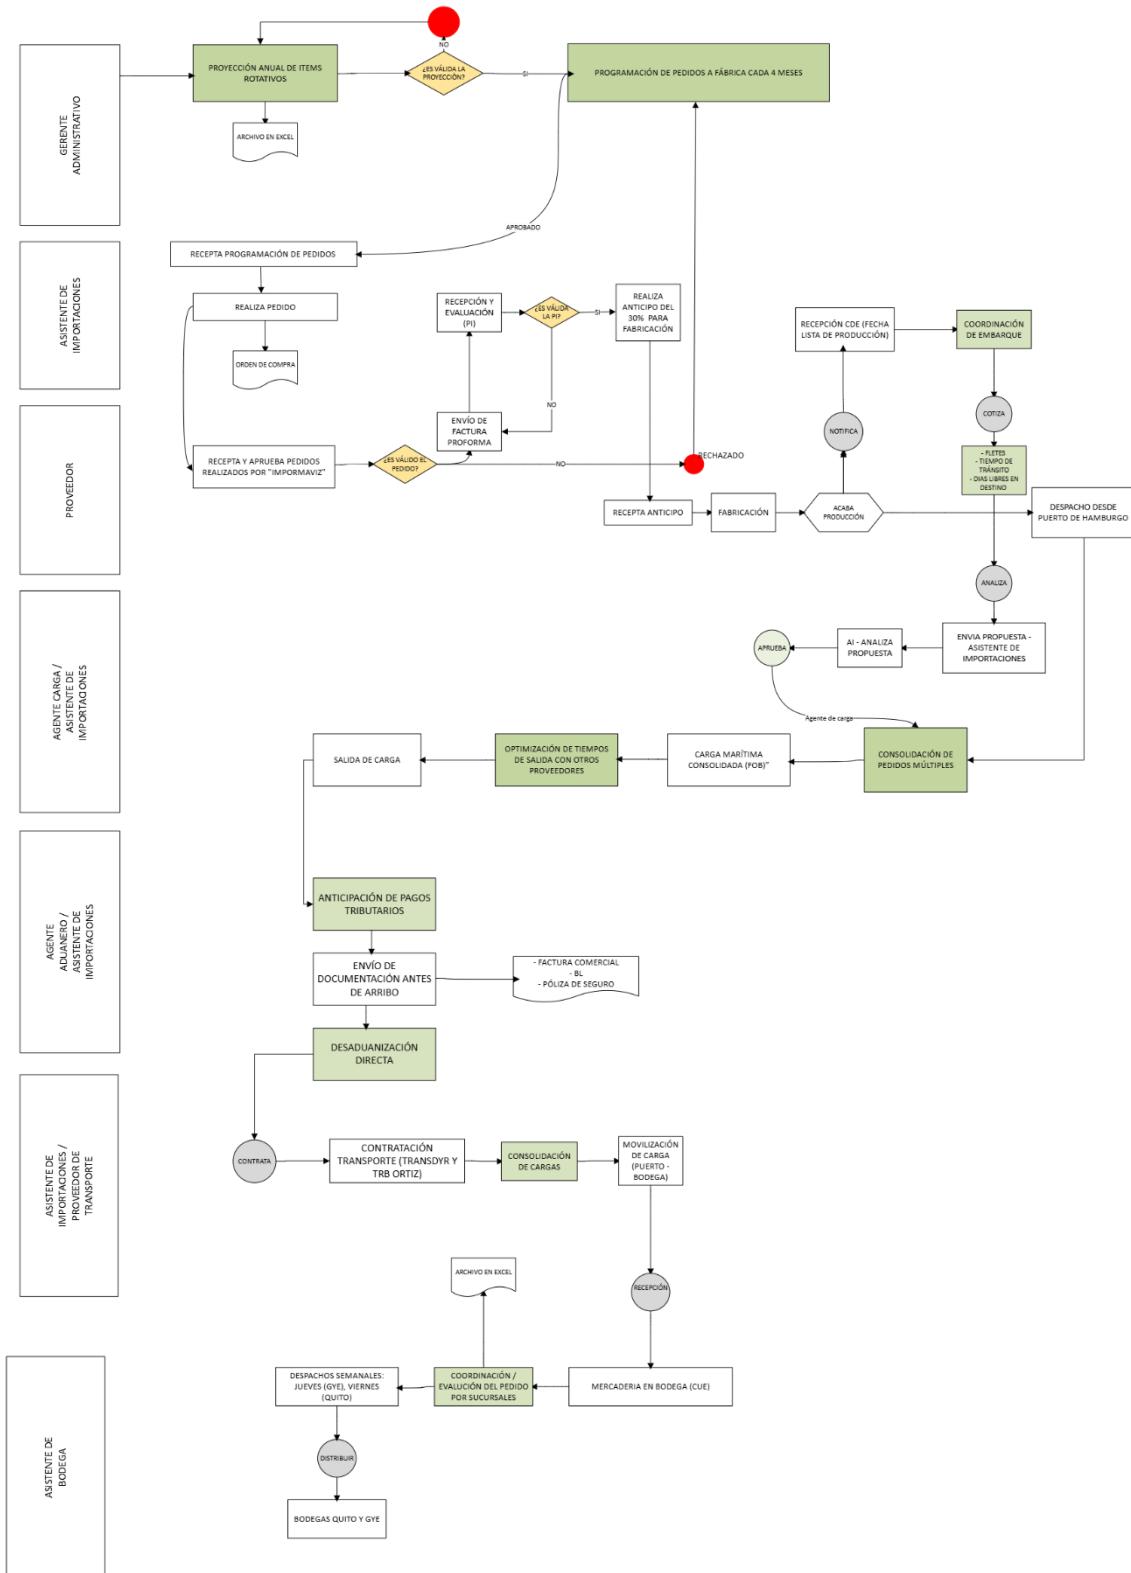 GERENTE
ADMINISTRATIVO
PROYECCIÓN ANUAL DE ITEMS
ROTATIVOS
ARCHIVO EN EXCEL
NO
¿ES VÁLIDA LA
PROYECCIÓN?
SI
PROGRAMACIÓN DE PEDIDOS A FÁBRICA CADA 4 MESES
APROBADO
ASISTENTE DE
IMPORTACIONES
RECEPTA PROGRAMACIÓN DE PEDIDOS
REALIZA PEDIDO
ORDEN DE COMPRA
RECEPCIÓN Y
EVALUACIÓN
(PI)
¿ES VÁLIDA
LA PI?
SI
NO
REALIZA
ANTICIPO DEL
30% PARA
FABRICACIÓN
RECEPCIÓN CDE (FECHA
LISTA DE PRODUCCIÓN)
COORDINACIÓN
DE EMBARQUE
PROVEEDOR
RECEPTA Y APRUEBA PEDIDOS
REALIZADOS POR "IMPORMAVIZ"
¿ES VÁLIDO EL
PEDIDO?
ENVÍO DE
FACTURA
PROFORMA
NO
RECHAZADO
RECEPTA ANTICIPO
FABRICACIÓN
ACABA
PRODUCCIÓN
NOTIFICA
COTIZA
- FLETES
- TIEMPO DE
TRÁNSITO
- DIAS LIBRES EN
DESTINO
DESPACHO DESDE
PUERTO DE HAMBURGO
AGENTE CARGA /
ASISTENTE DE
IMPORTACIONES
ANALIZA
ENVIA PROPUESTA -
ASISTENTE DE
IMPORTACIONES
AI - ANALIZA
PROPUESTA
APRUEBA
Agente de carga
CONSOLIDACIÓN DE
PEDIDOS MÚLTIPLES
CARGA MARÍTIMA
CONSOLIDADA (FOB)"
OPTIMIZACIÓN DE TIEMPOS
DE SALIDA CON OTROS
PROVEEDORES
SALIDA DE CARGA
AGENTE
ADUANERO /
ASISTENTE DE
IMPORTACIONES
ANTICIPACIÓN DE PAGOS
TRIBUTARIOS
ENVÍO DE
DOCUMENTACIÓN ANTES
DE ARRIBO
- FACTURA COMERCIAL
- BL
- PÓLIZA DE SEGURO
DESADUANIZACIÓN
DIRECTA
ASISTENTE DE
IMPORTACIONES /
PROVEEDOR DE
TRANSPORTE
CONTRATA
CONTRATACIÓN
TRANSPORTE (TRANSDYR Y
TRB ORTIZ)
CONSOLIDACIÓN
DE CARGAS
MOVILIZACIÓN
DE CARGA
(PUERTO -
BODEGA)
RECEPCIÓN
ASISTENTE DE
BODEGA
ARCHIVO EN EXCEL
MERCADERIA EN BODEGA (CUE)
COORDINACIÓN /
EVALUCIÓN DEL PEDIDO
POR SUCURSALES
DESPACHOS SEMANALES:
JUEVES (GYE), VIERNES
(QUITO)
DISTRIBUIR
BODEGAS QUITO Y GYE